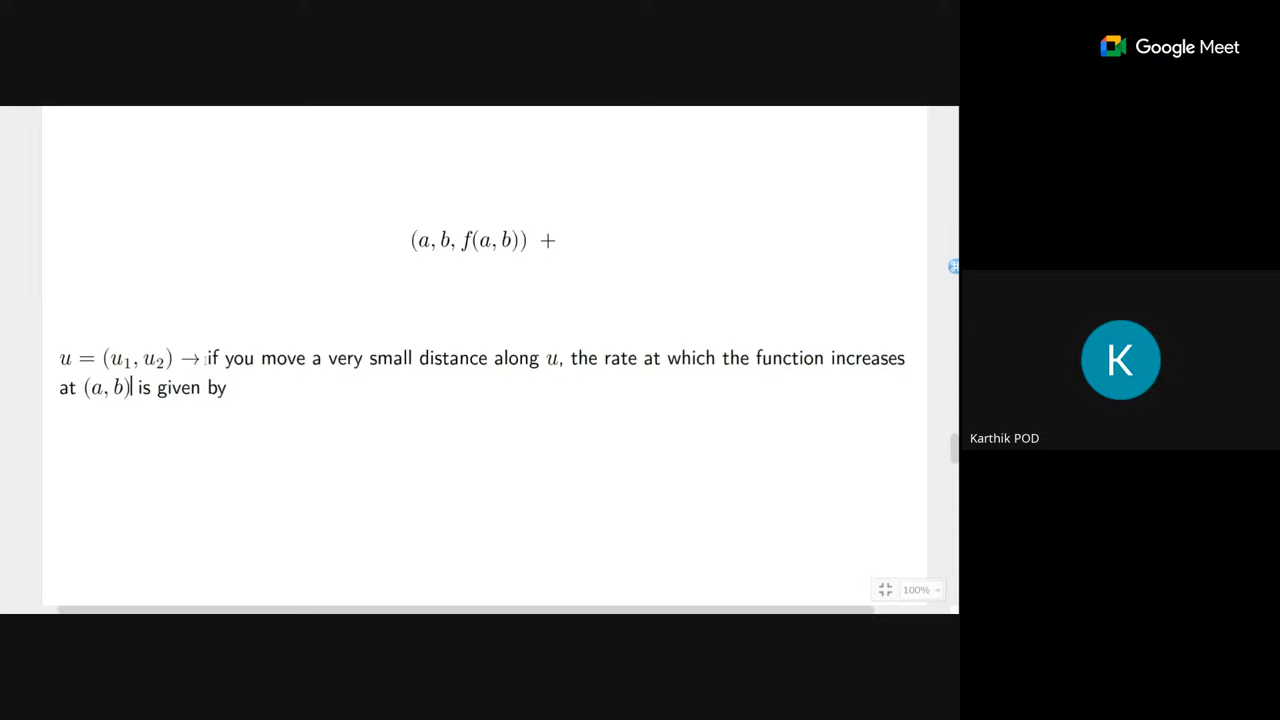 Google Meet
(a, b, f(a, b)) +
u = (u₁, u₂) → if you move a very small distance along u, the rate at which the function increases
at (a, b) is given by
100%
K
Karthik POD